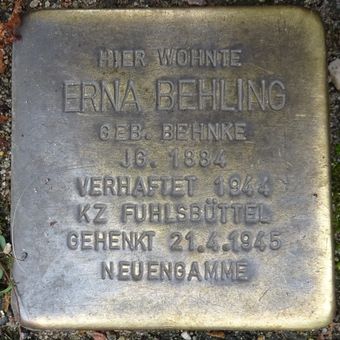 HIER WOHNTE
ERNA BEHLING
GEB. BEHNKE
JG. 1884
VERHAFTET 1944
KZ FUHLSBÜTTEL
GEHENKT 21.4.1945
NEUENGAMME